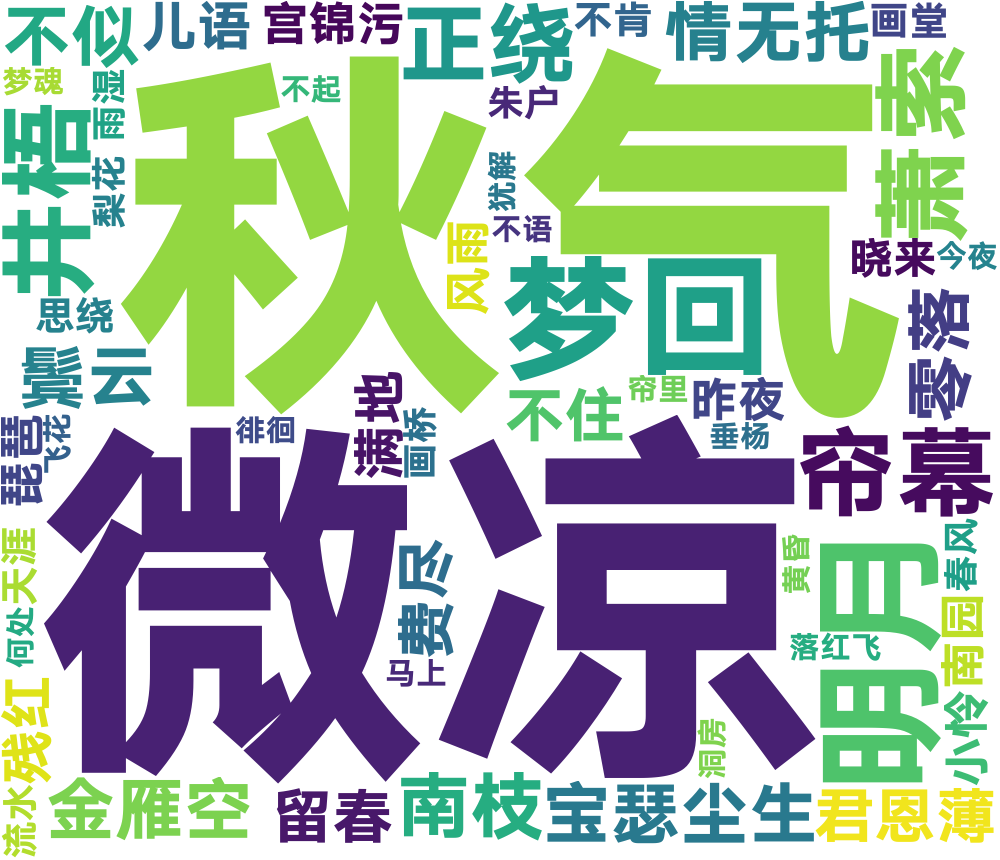 不似
儿语
宫锦污
正绕
不肯
情无托
画堂
梦魂
雨湿
不起
朱户
萧索
秋气
井梧
梨花
犹解
不语
风雨
晓来
今夜
梦回
思绕
零落
鬓云
满地
帘里
昨夜
不住
画桥
垂杨
琵琶
飞花
徘徊
帘幕
微凉
天涯
费尽
黄昏
明月
春风
南园
何处
马上
落红飞
残红
小怜
洞房
流水
金雁空
留春
南枝
宝瑟尘生
君恩薄